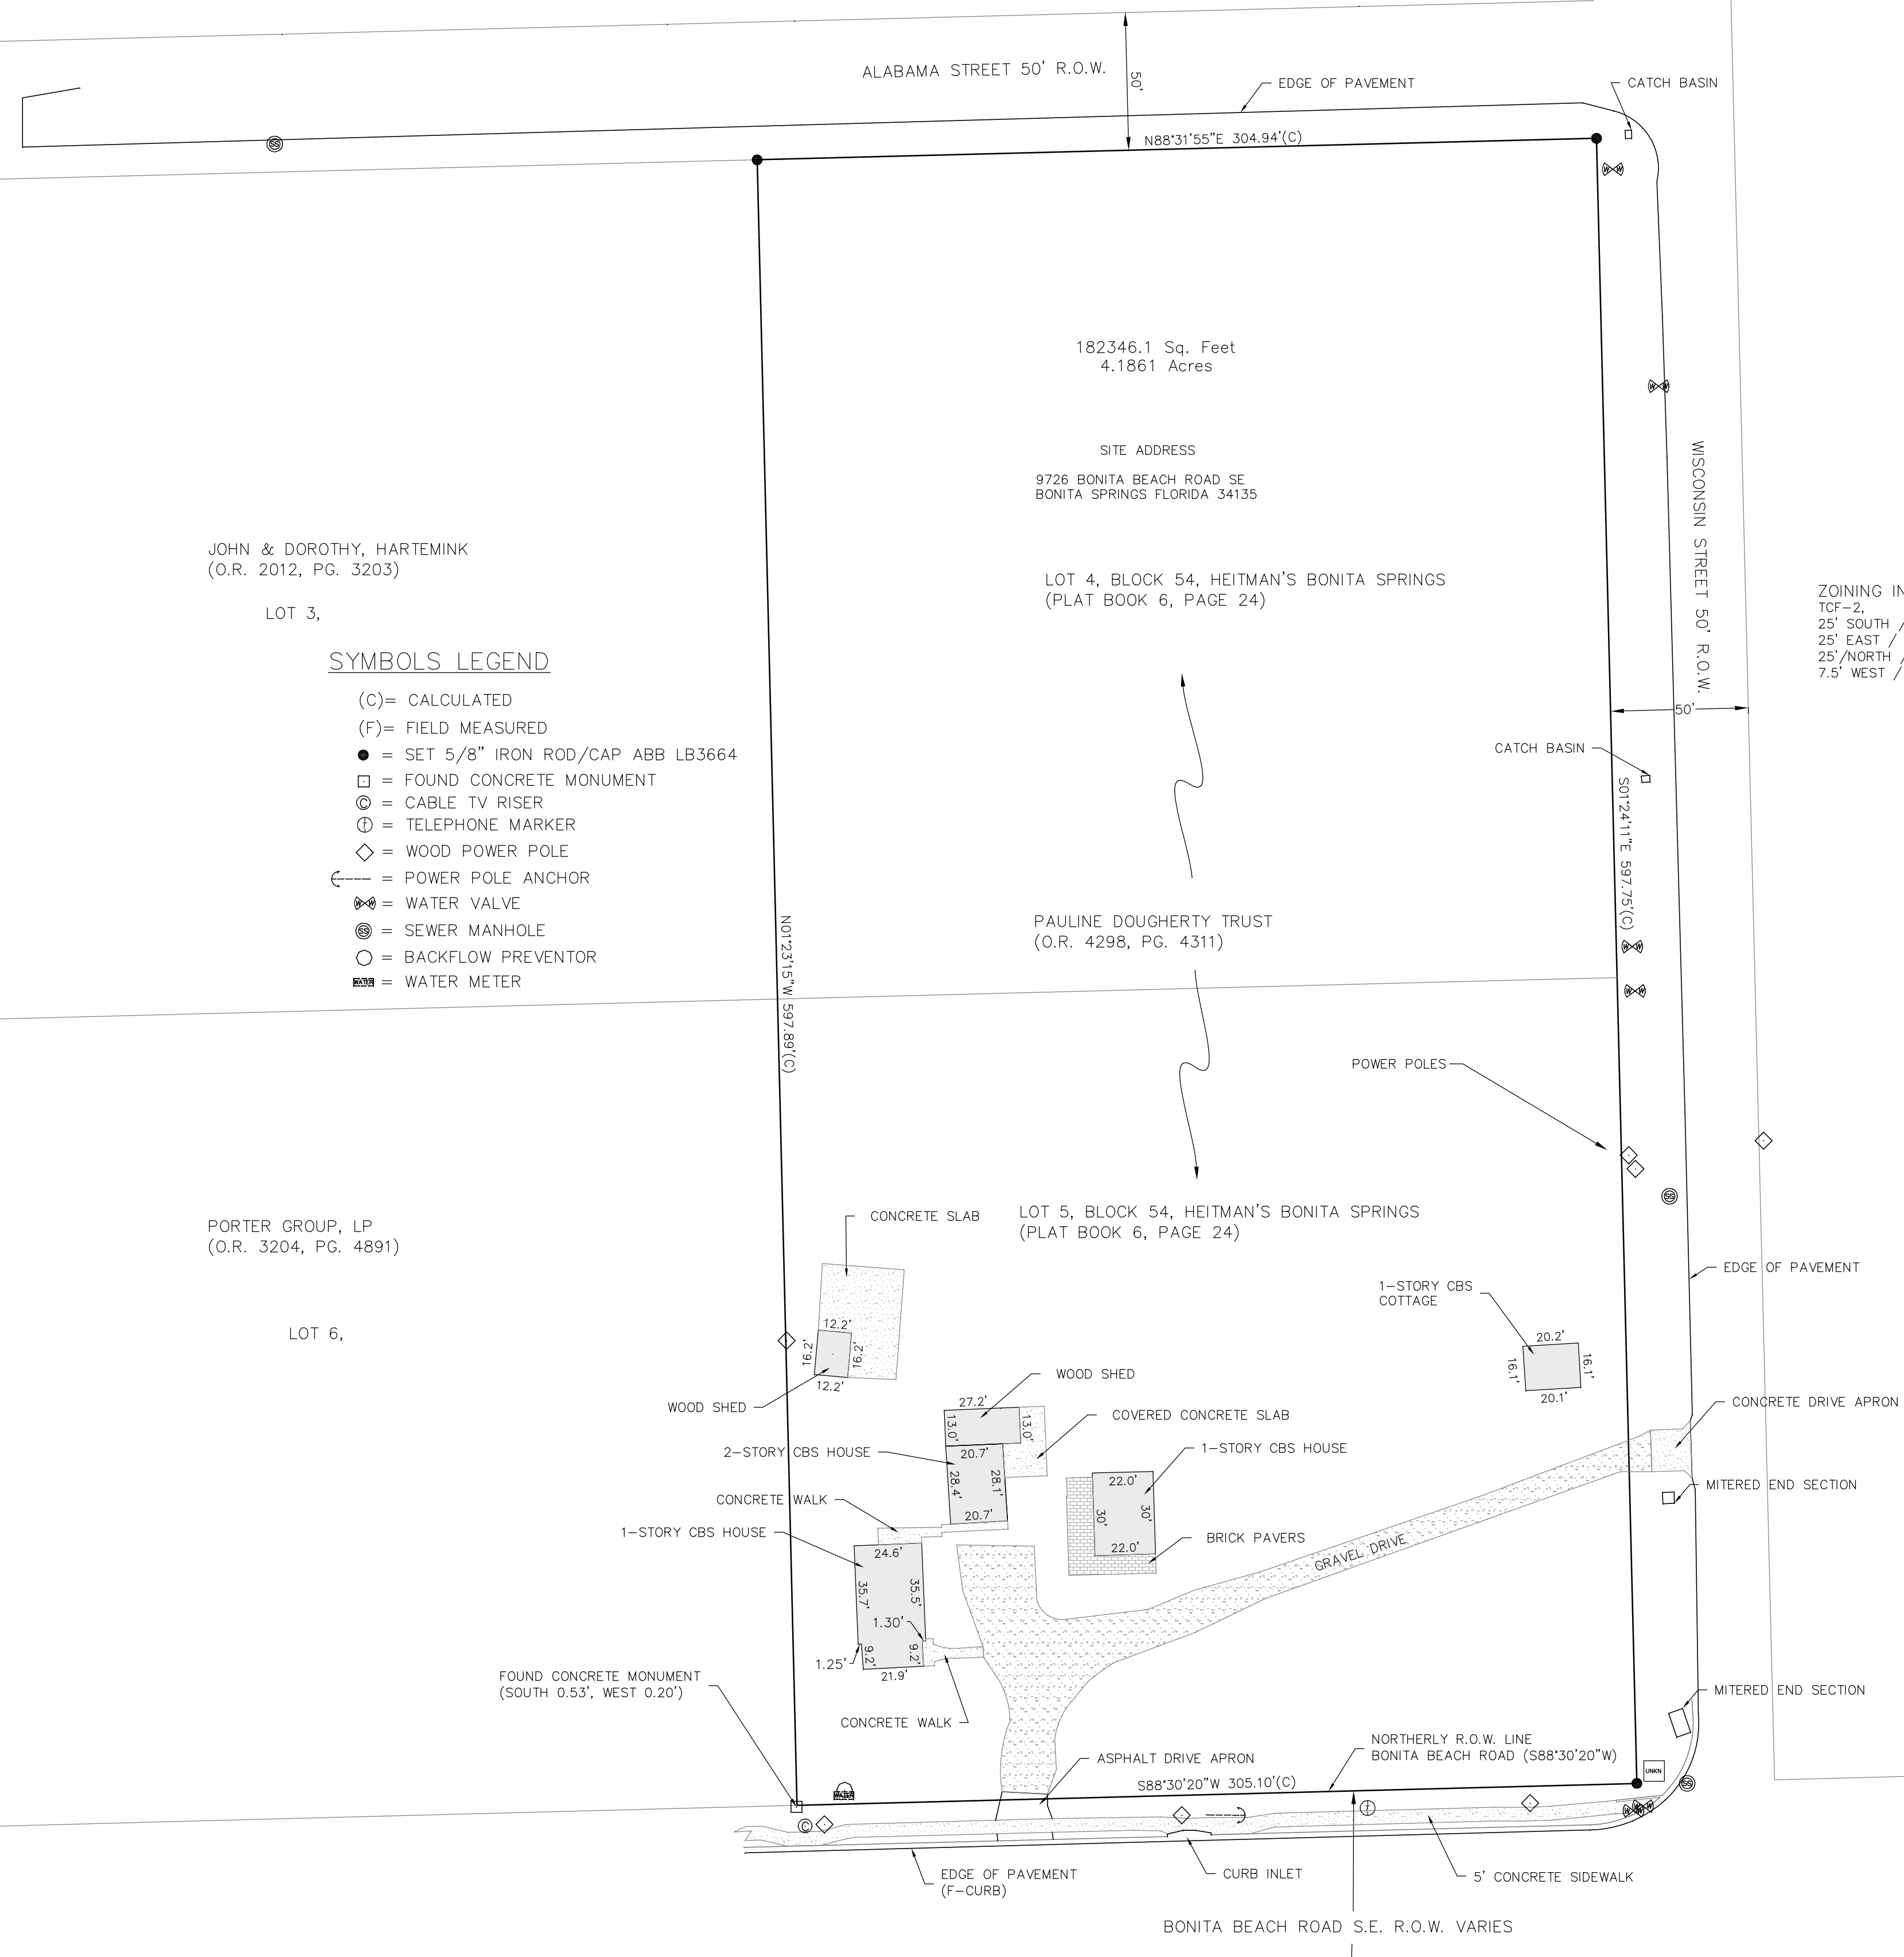 ALABAMA STREET 50' R.O.W.
50'
EDGE OF PAVEMENT
CATCH BASIN
SS
N88°31'55"E 304.94'(C)
W W
182346.1 Sq. Feet
4.1861 Acres
W W
SITE ADDRESS
9726 BONITA BEACH ROAD SE
BONITA SPRINGS FLORIDA 34135
WISCONSIN STREET 50' R.O.W.
JOHN & DOROTHY, HARTEMINK
(O.R. 2012, PG. 3203)
LOT 3,
LOT 4, BLOCK 54, HEITMAN'S BONITA SPRINGS
(PLAT BOOK 6, PAGE 24)
ZOINING IN
TCF-2,
25' SOUTH /
25' EAST /
25'/NORTH /
7.5' WEST /
SYMBOLS LEGEND
(C)= CALCULATED
(F)= FIELD MEASURED
= SET 5/8" IRON ROD/CAP ABB LB3664
= FOUND CONCRETE MONUMENT
C = CABLE TV RISER
= TELEPHONE MARKER
= WOOD POWER POLE
= POWER POLE ANCHOR
W W = WATER VALVE
SS = SEWER MANHOLE
= BACKFLOW PREVENTOR
WATER = WATER METER
50'
CATCH BASIN
S01°24'11"E 597.75'(C)
N01°23'15"W 597.89'(C)
PAULINE DOUGHERTY TRUST
(O.R. 4298, PG. 4311)
W W
W W
POWER POLES
SS
PORTER GROUP, LP
(O.R. 3204, PG. 4891)
LOT 6,
CONCRETE SLAB
LOT 5, BLOCK 54, HEITMAN'S BONITA SPRINGS
(PLAT BOOK 6, PAGE 24)
EDGE OF PAVEMENT
1-STORY CBS
COTTAGE
12.2'
16.2'
16.2'
12.2'
WOOD SHED
20.2'
16.1'
16.1'
20.1'
WOOD SHED
27.2'
13.0'
13.0'
COVERED CONCRETE SLAB
CONCRETE DRIVE APRON
2-STORY CBS HOUSE
20.7'
28.4'
28.1'
20.7'
1-STORY CBS HOUSE
22.0'
30'
30'
22.0'
MITERED END SECTION
CONCRETE WALK
1-STORY CBS HOUSE
BRICK PAVERS
GRAVEL DRIVE
24.6'
35.7'
35.5'
1.30'
9.2'
9.2'
1.25'
21.9'
FOUND CONCRETE MONUMENT
(SOUTH 0.53', WEST 0.20')
CONCRETE WALK
MITERED END SECTION
NORTHERLY R.O.W. LINE
BONITA BEACH ROAD (S88°30'20"W)
ASPHALT DRIVE APRON
S88°30'20"W 305.10'(C)
UNKN
SS
WATER
C
W W
W W
EDGE OF PAVEMENT
(F-CURB)
CURB INLET
5' CONCRETE SIDEWALK
BONITA BEACH ROAD S.E. R.O.W. VARIES